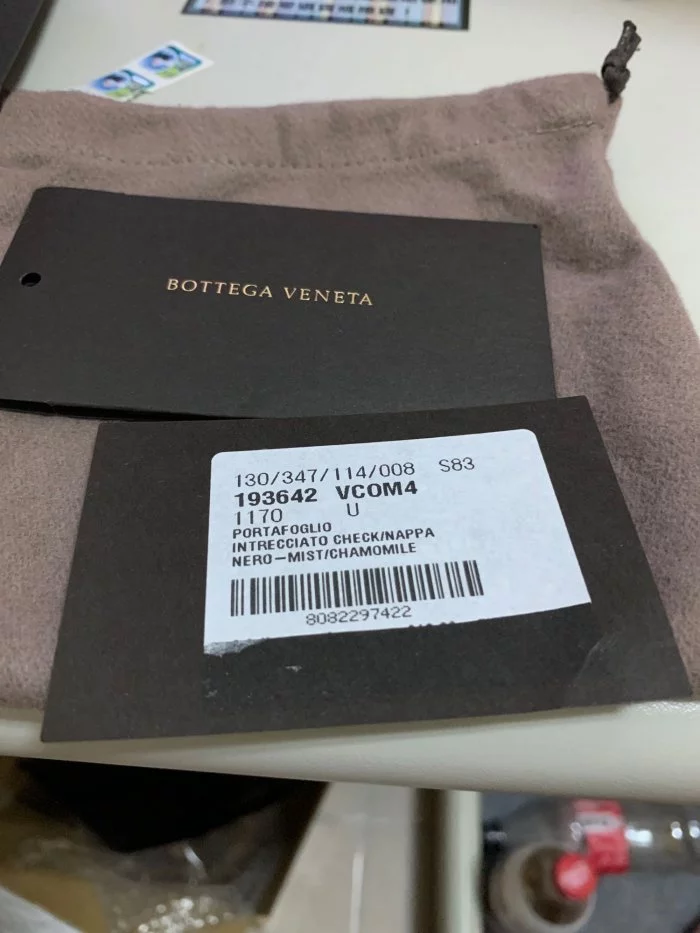 BOTTEGA VENETA
130/347/114/008 S83
193642 VCOM4
1170 U
PORTAFOGLIO
INTRECCIATO CHECK/NAPPA
NERO-MIST/CHAMOMILE
8082297422